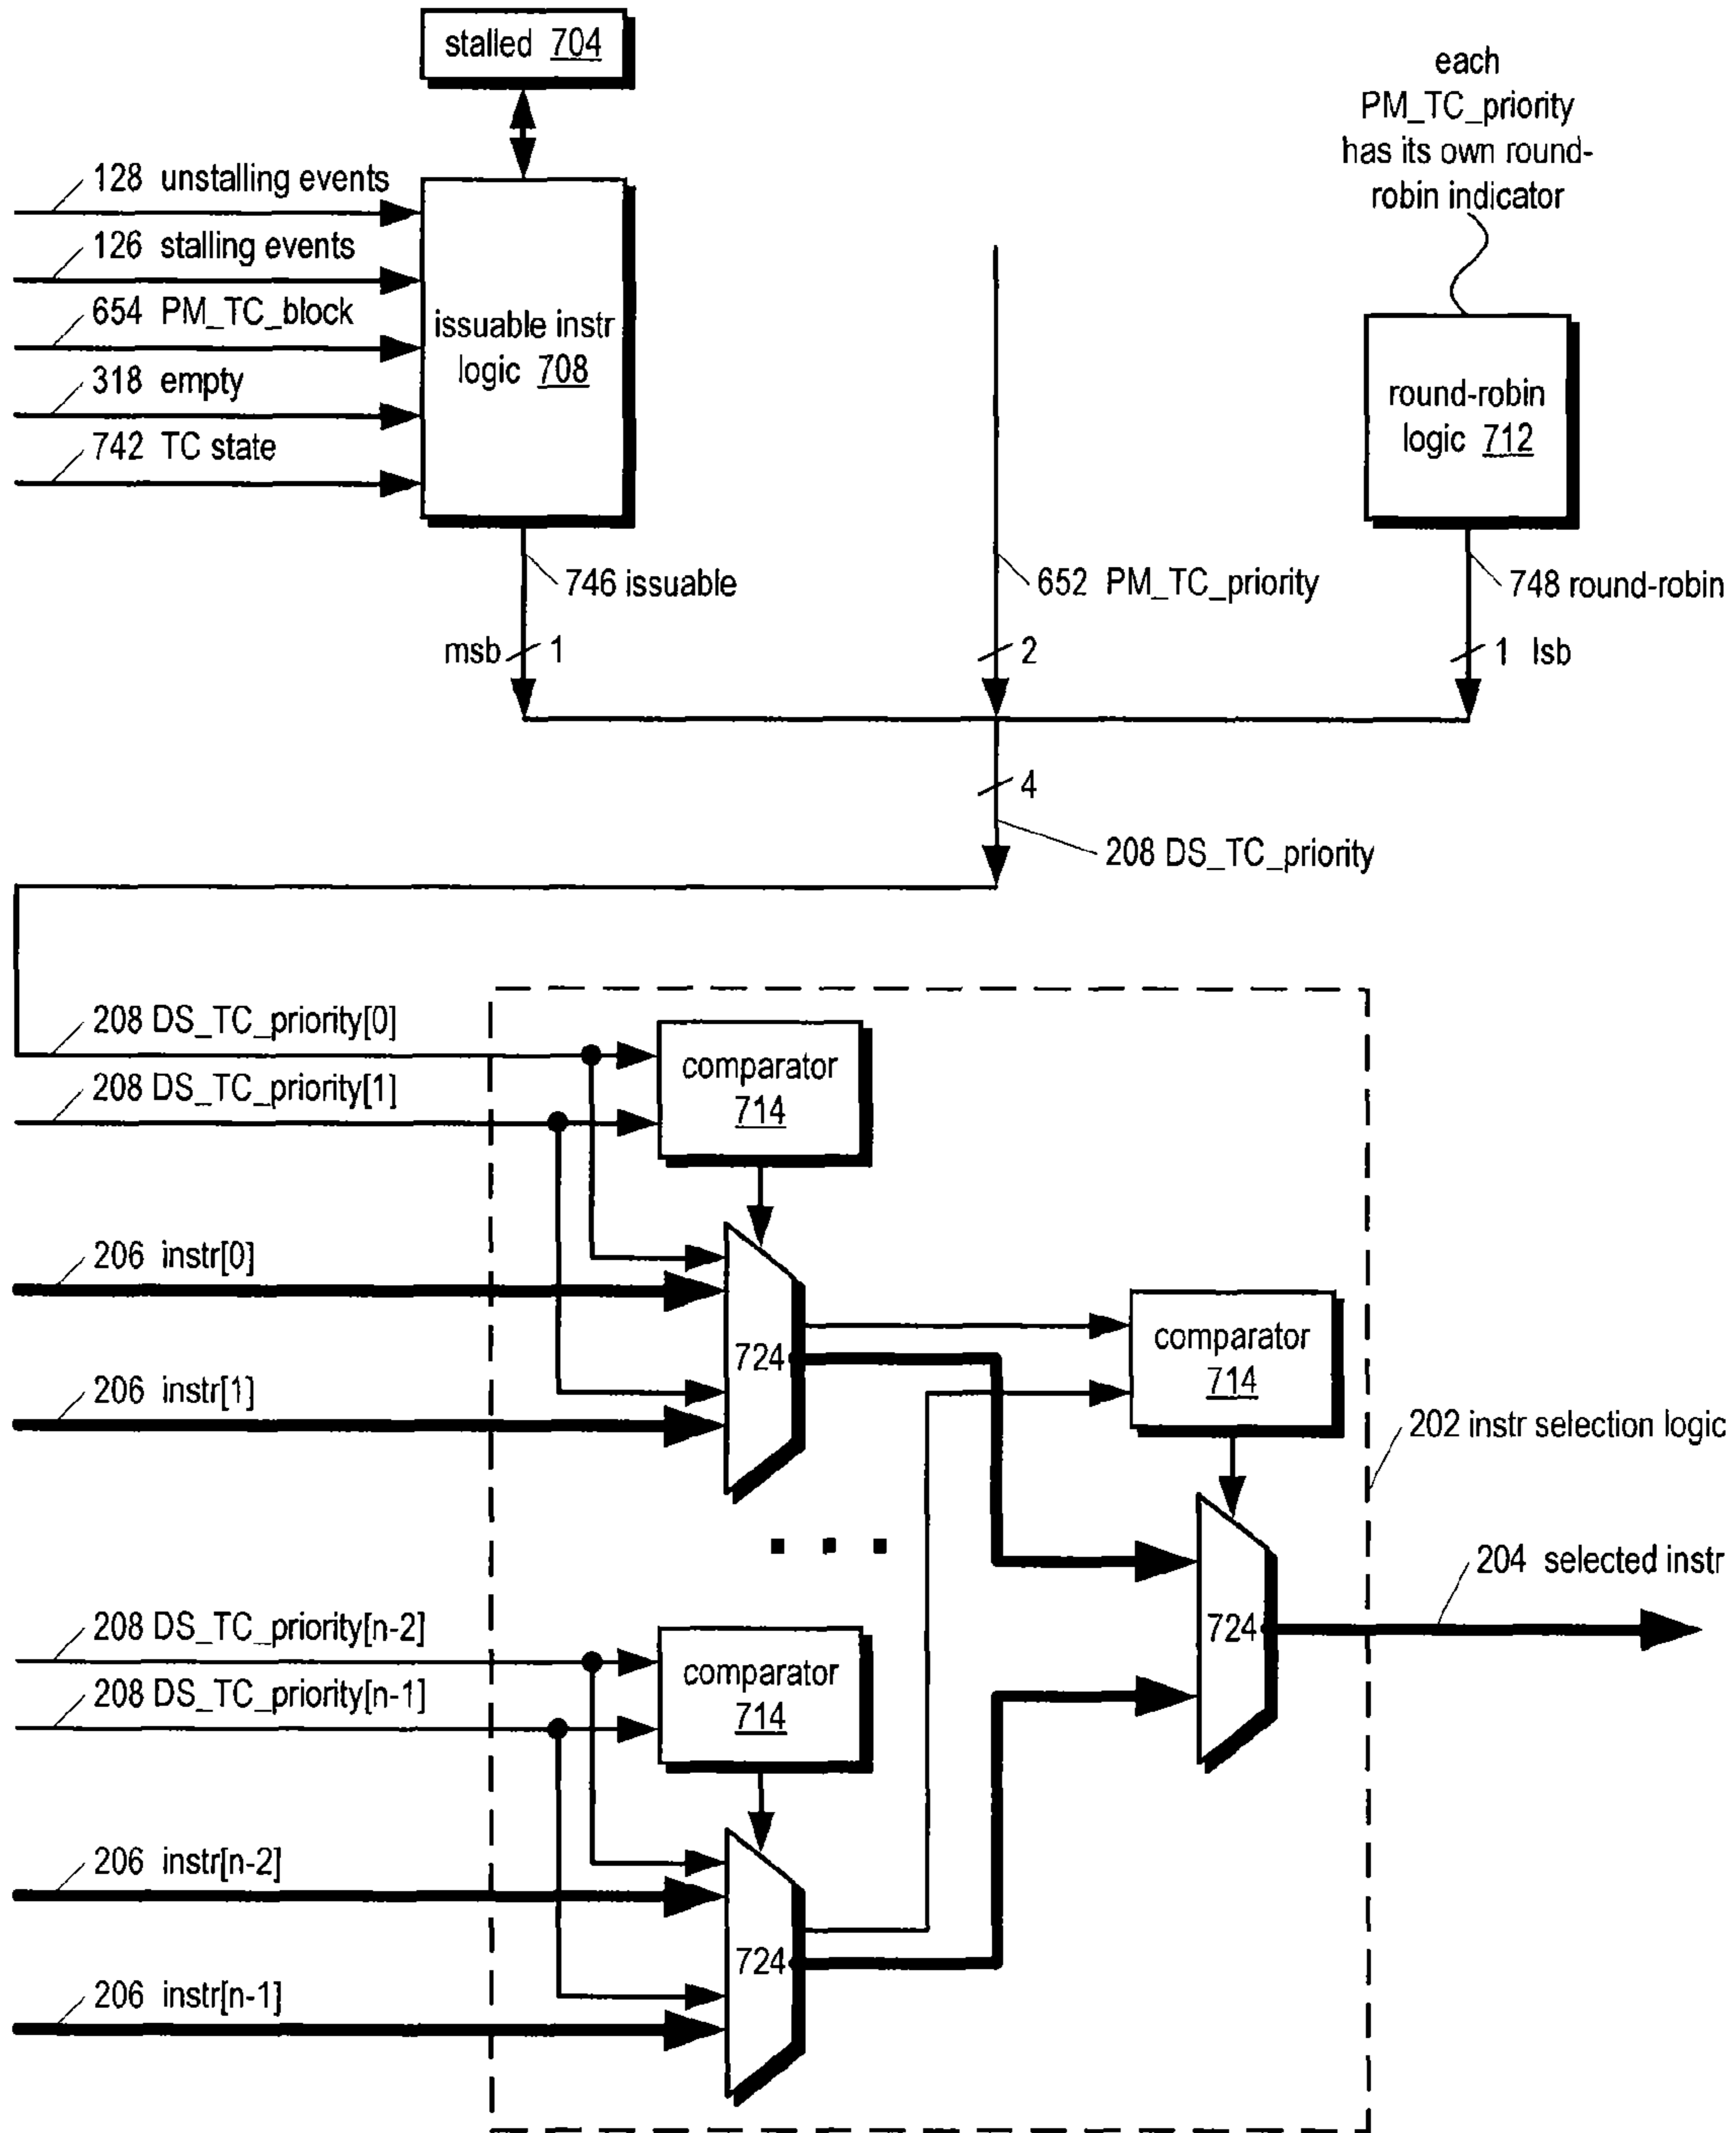 stalled 704
each
PM_TC_priority
has its own round-
robin indicator
128 unstalling events
126 stalling events
654 PM_TC_block
318 empty
742 TC state
issuable instr
logic 708
round-robin
logic 712
746 issuable
652 PM_TC_priority
748 round-robin
msb 1
2
1 lsb
4
208 DS_TC_priority
208 DS_TC_priority[0]
208 DS_TC_priority[1]
comparator
714
206 instr[0]
206 instr[1]
724
comparator
714
202 instr selection logic
204 selected instr
724
208 DS_TC_priority[n-2]
208 DS_TC_priority[n-1]
comparator
714
206 instr[n-2]
206 instr[n-1]
724